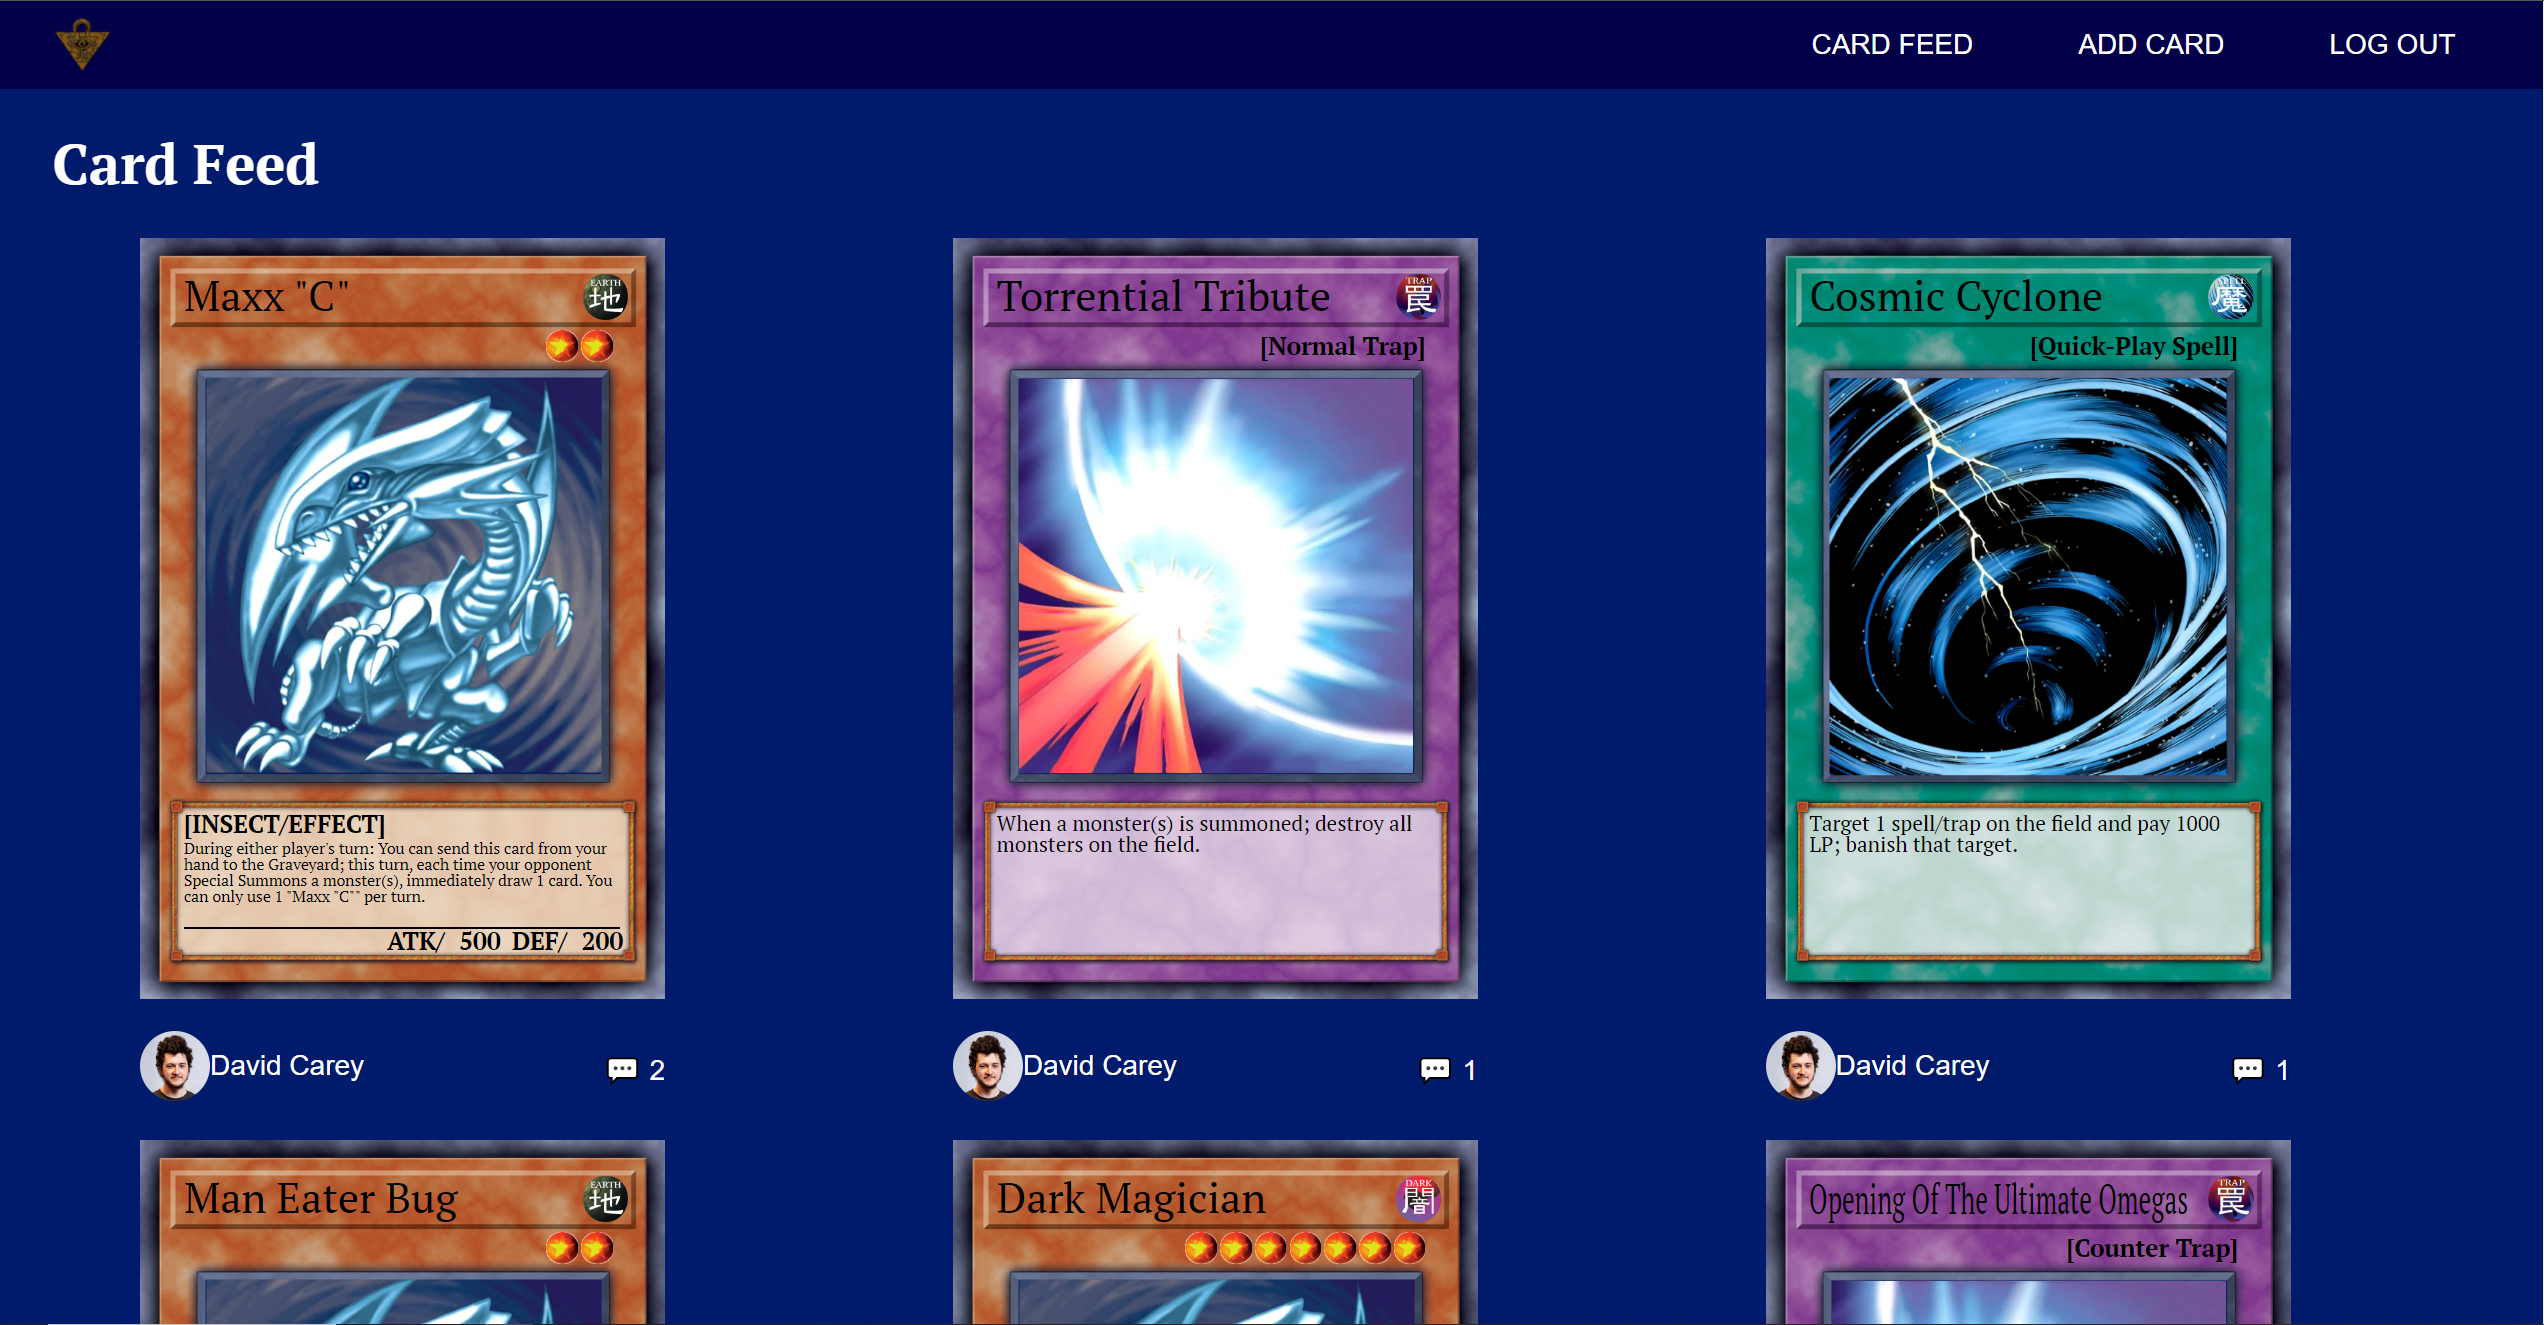 CARD FEED
ADD CARD
LOG OUT
Card Feed
Maxx "C"
EARTH
地
[INSECT/EFFECT]
During either player's turn: You can send this card from your
hand to the Graveyard; this turn, each time your opponent
Special Summons a monster(s), immediately draw 1 card. You
can only use 1 "Maxx "C"" per turn.
ATK/ 500 DEF/ 200
David Carey
2
Torrential Tribute
TRAP
罠
[Normal Trap]
When a monster(s) is summoned; destroy all
monsters on the field.
David Carey
1
Cosmic Cyclone
SPELL
魔
[Quick-Play Spell]
Target 1 spell/trap on the field and pay 1000
LP; banish that target.
David Carey
1
Man Eater Bug
EARTH
地
Dark Magician
DARK
闇
Opening Of The Ultimate Omegas
TRAP
罠
[Counter Trap]